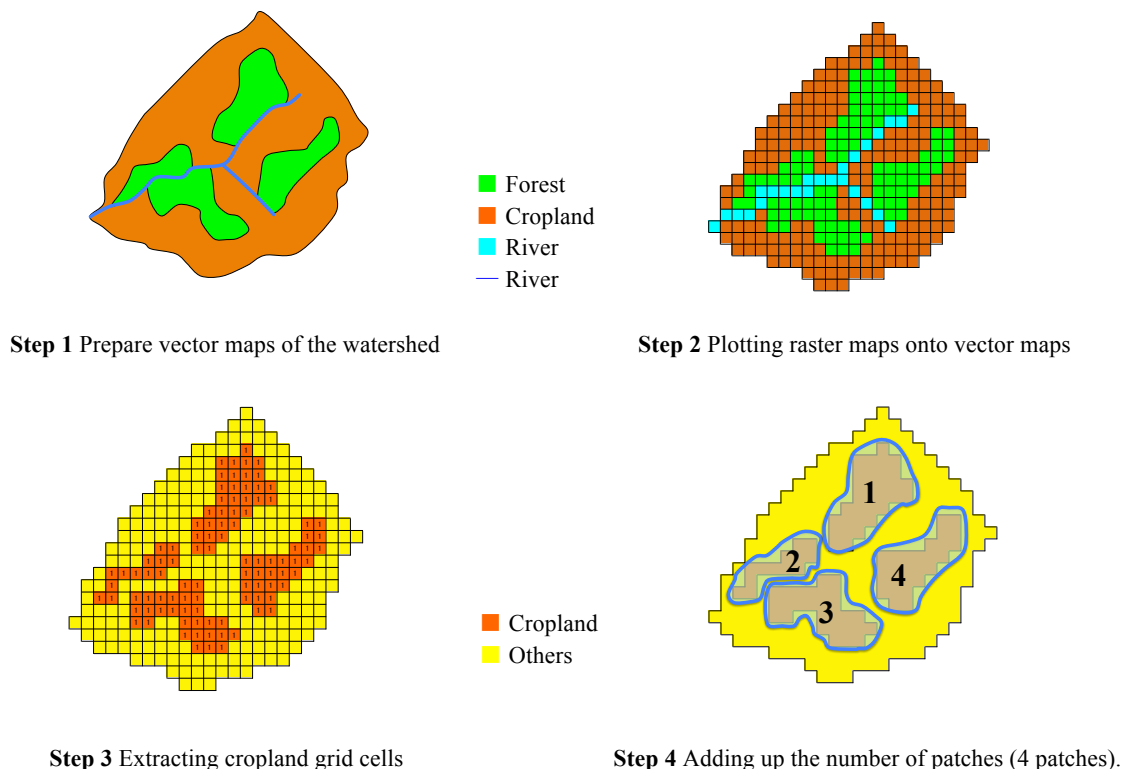 Forest
Cropland
River
River
Step 1 Prepare vector maps of the watershed
Step 2 Plotting raster maps onto vector maps
1
2
3
4
Cropland
Others
Step 3 Extracting cropland grid cells
Step 4 Adding up the number of patches (4 patches).